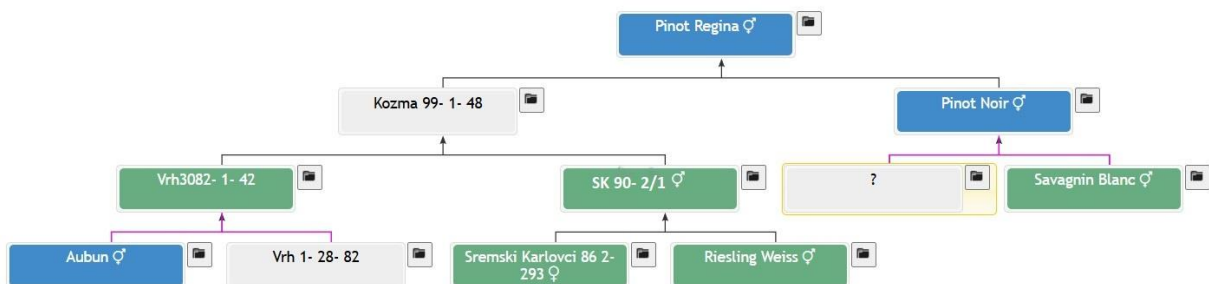 Pinot Regina ⚥
Kozma 99- 1- 48
Pinot Noir ⚥
Vrh3082- 1- 42
SK 90- 2/1 ⚥
?
Savagnin Blanc ⚥
Aubun ⚥
Vrh 1- 28- 82
Sremski Karlovci 86 2-
293 ♀
Riesling Weiss ⚥